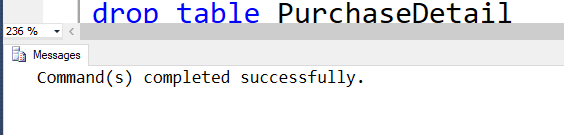 drop table PurchaseDetail
236 %
Messages
Command(s) completed successfully.